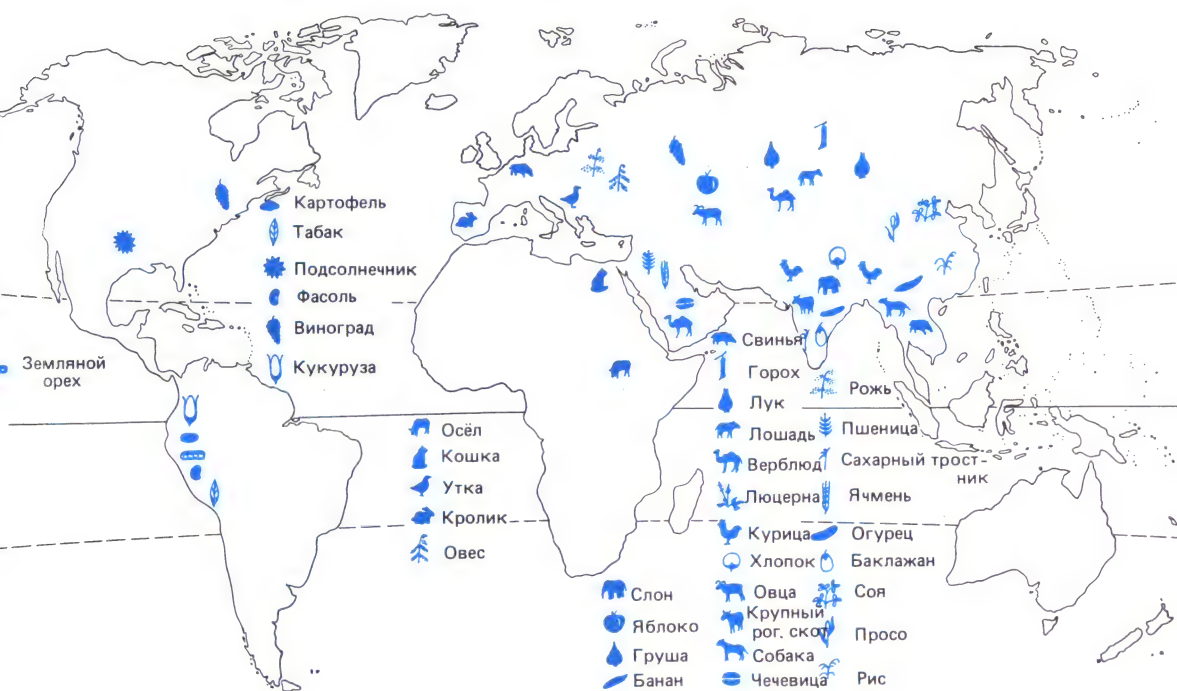 Картофель
Табак
Подсолнечник
Фасоль
Виноград
Кукуруза
Земляной
орех
Осёл
Кошка
Утка
Кролик
Овес
Слон
Яблоко
Груша
Банан
Свинья
Горох
Лук
Лошадь
Верблюд
Люцерна
Курица
Хлопок
Овца
Крупный
рог. скот
Собака
Чечевица
Рожь
Пшеница
Сахарный трост-
ник
Ячмень
Огурец
Баклажан
Соя
Просо
Рис